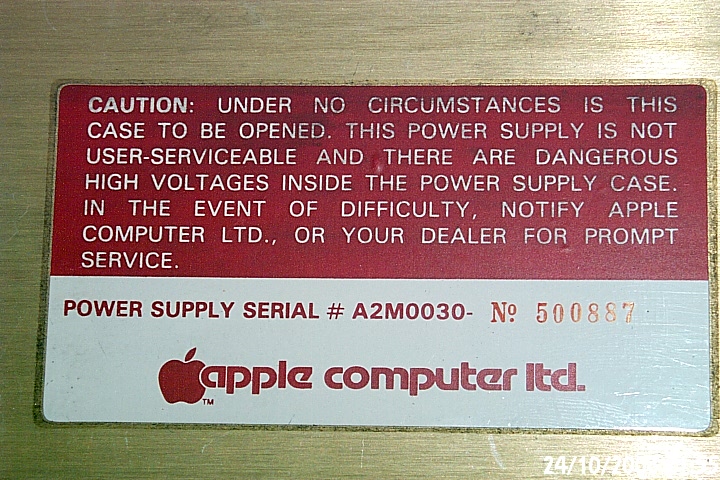 CAUTION: UNDER NO CIRCUMSTANCES IS THIS
CASE TO BE OPENED. THIS POWER SUPPLY IS NOT
USER-SERVICEABLE AND THERE ARE DANGEROUS
HIGH VOLTAGES INSIDE THE POWER SUPPLY CASE.
IN THE EVENT OF DIFFICULTY, NOTIFY APPLE
COMPUTER LTD., OR YOUR DEALER FOR PROMPT
SERVICE.
POWER SUPPLY SERIAL # A2M0030- Nº 500887
apple computer ltd.
TM